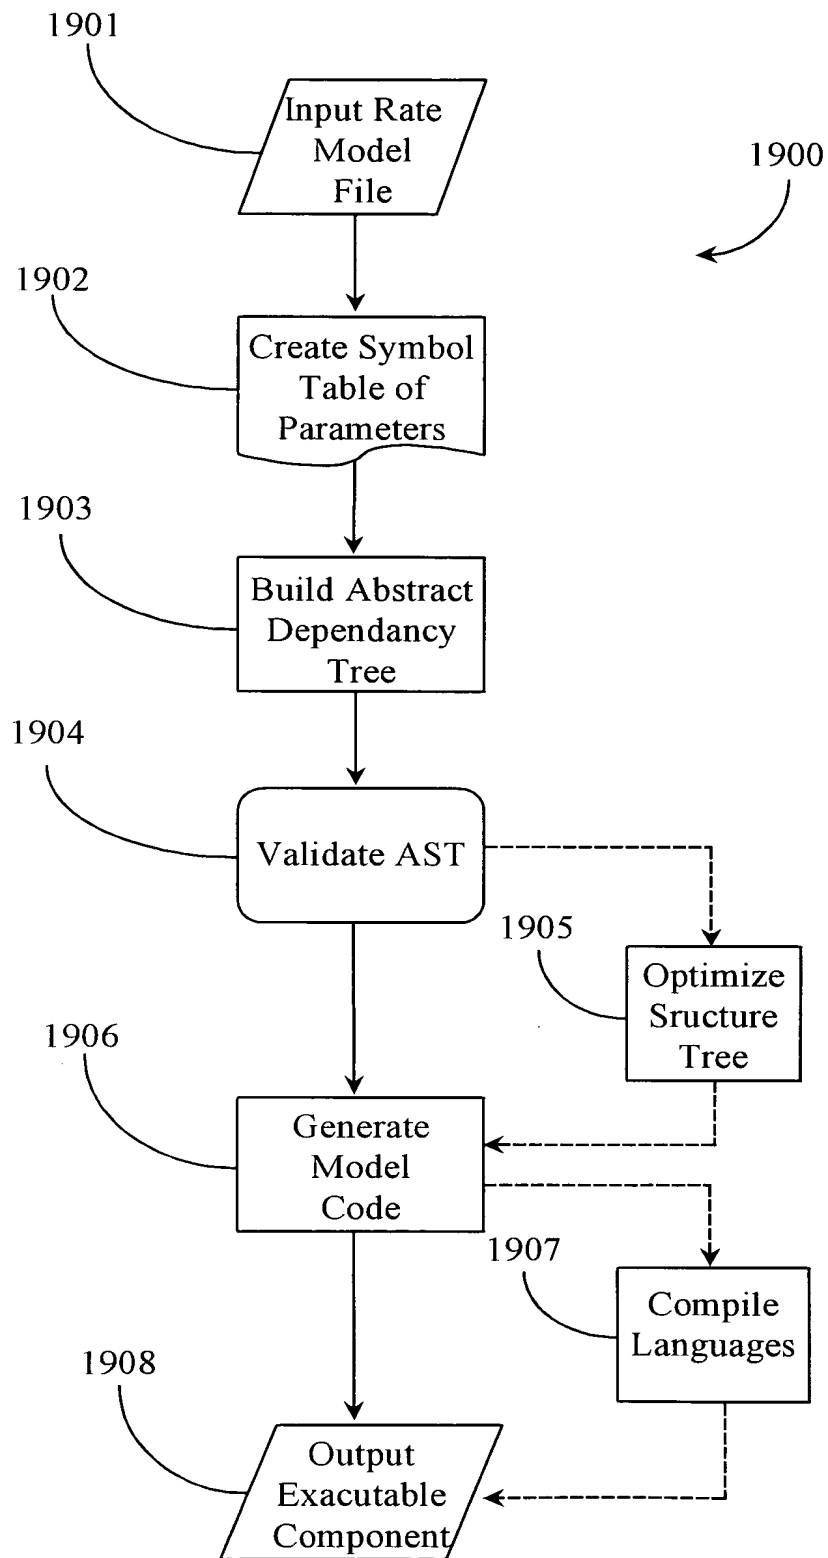 1901
Input Rate
Model
File
1900
1902
Create Symbol
Table of
Parameters
1903
Build Abstract
Dependancy
Tree
1904
Validate AST
1905
Optimize
Sructure
Tree
1906
Generate
Model
Code
1907
Compile
Languages
1908
Output
Exacutable
Component